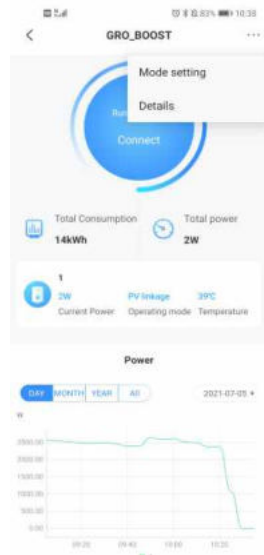 83% 10:38
GRO_BOOST
Mode setting
Details
Run
Connect
Total Consumption
14kWh
Total power
2W
1
2W PV linkage 39℃
Current Power Operating mode Temperature
Power
DAY MONTH YEAR All 2021-07-05
W
2500.00
2000.00
1500.00
1000.00
500.00
0.00
09:20 09:40 10:00 10:20